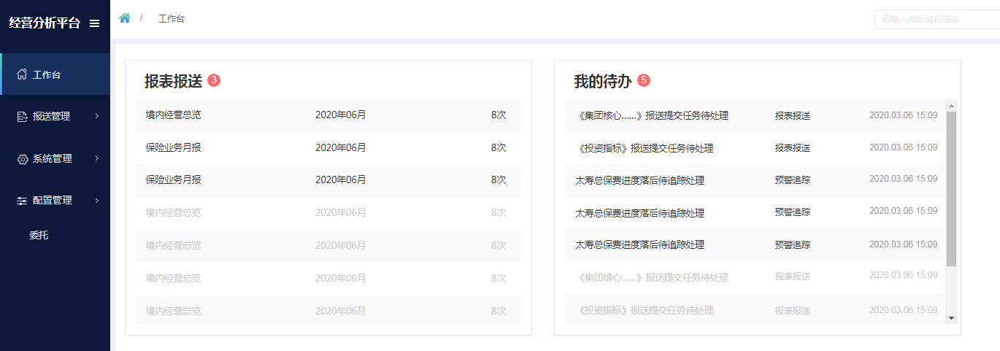 经营分析平台
/ 工作台
请输入指标或报表名
工作台
报送管理
系统管理
配置管理
委托
报表报送 3
境内经营总览 2020年06月 8次
保险业务月报 2020年06月 8次
保险业务月报 2020年06月 8次
境内经营总览 2020年06月 8次
境内经营总览 2020年06月 8次
境内经营总览 2020年06月 8次
境内经营总览 2020年06月 8次
我的待办 5
《集团核心......》报送提交任务待处理 报表报送 2020.03.06 15:09
《投资指标》报送提交任务待处理 报表报送 2020.03.06 15:09
太寿总保费进度落后待追踪处理 预警追踪 2020.03.06 15:09
太寿总保费进度落后待追踪处理 预警追踪 2020.03.06 15:09
太寿总保费进度落后待追踪处理 预警追踪 2020.03.06 15:09
《集团核心......》报送提交任务待处理 报表报送 2020.03.06 15:09
《投资指标》报送提交任务待处理 报表报送 2020.03.06 15:09